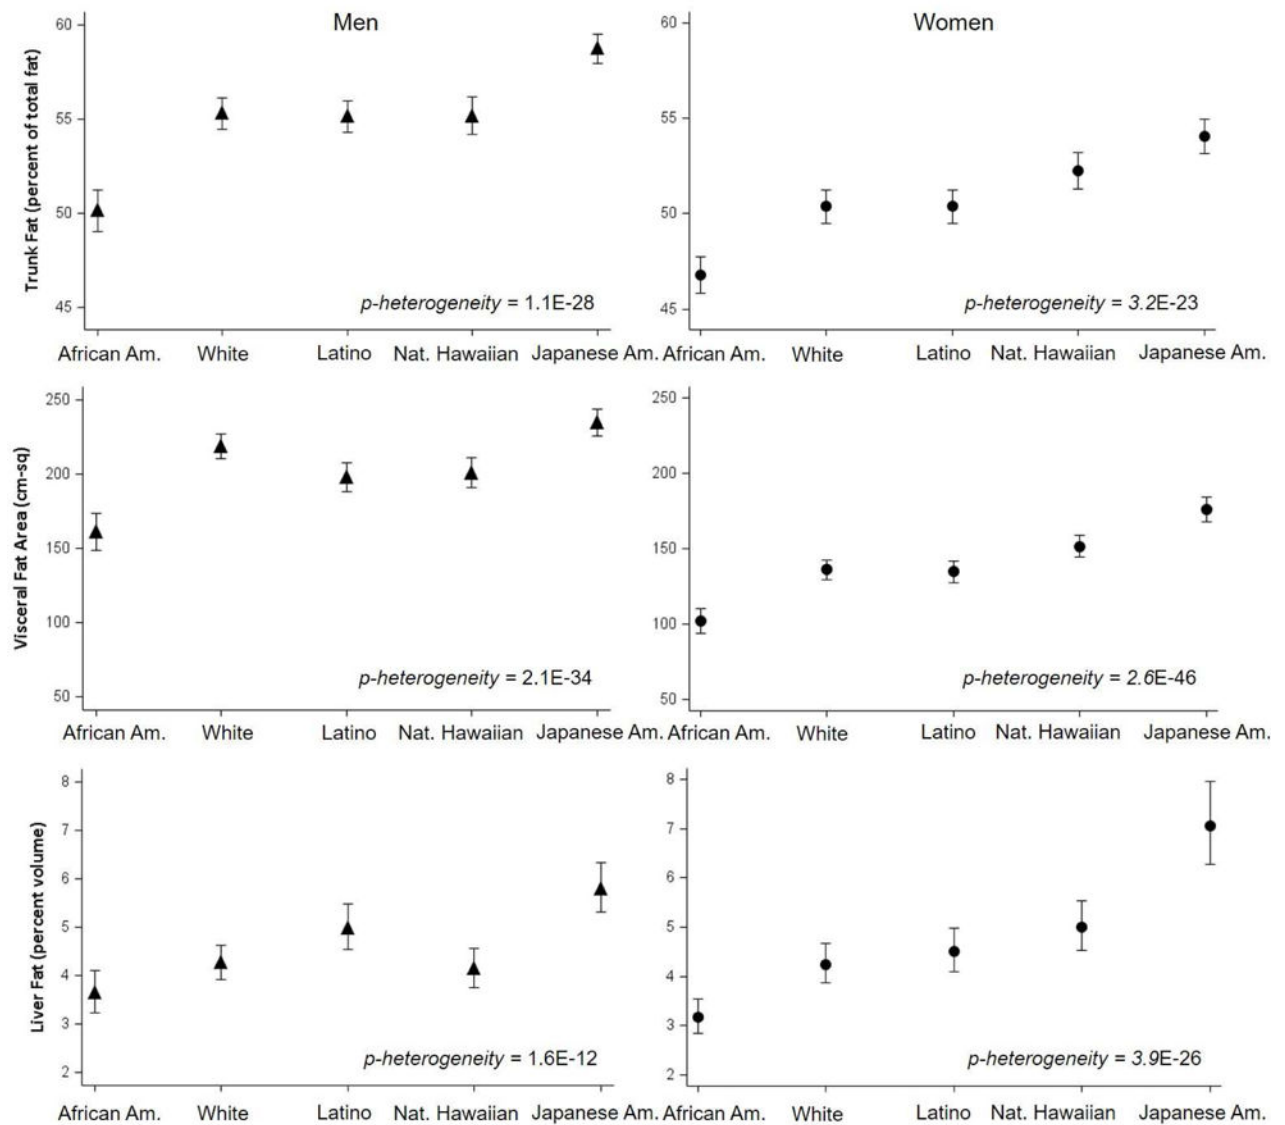 Men
Women
Trunk Fat (percent of total fat)
60
55
50
45
p-heterogeneity = 1.1E-28
African Am. White Latino Nat. Hawaiian Japanese Am.
60
55
50
45
p-heterogeneity = 3.2E-23
African Am. White Latino Nat. Hawaiian Japanese Am.
Visceral Fat Area (cm-sq)
250
200
150
100
50
p-heterogeneity = 2.1E-34
African Am. White Latino Nat. Hawaiian Japanese Am.
250
200
150
100
50
p-heterogeneity = 2.6E-46
African Am. White Latino Nat. Hawaiian Japanese Am.
Liver Fat (percent volume)
8
7
6
5
4
3
2
p-heterogeneity = 1.6E-12
African Am. White Latino Nat. Hawaiian Japanese Am.
8
7
6
5
4
3
2
p-heterogeneity = 3.9E-26
African Am. White Latino Nat. Hawaiian Japanese Am.